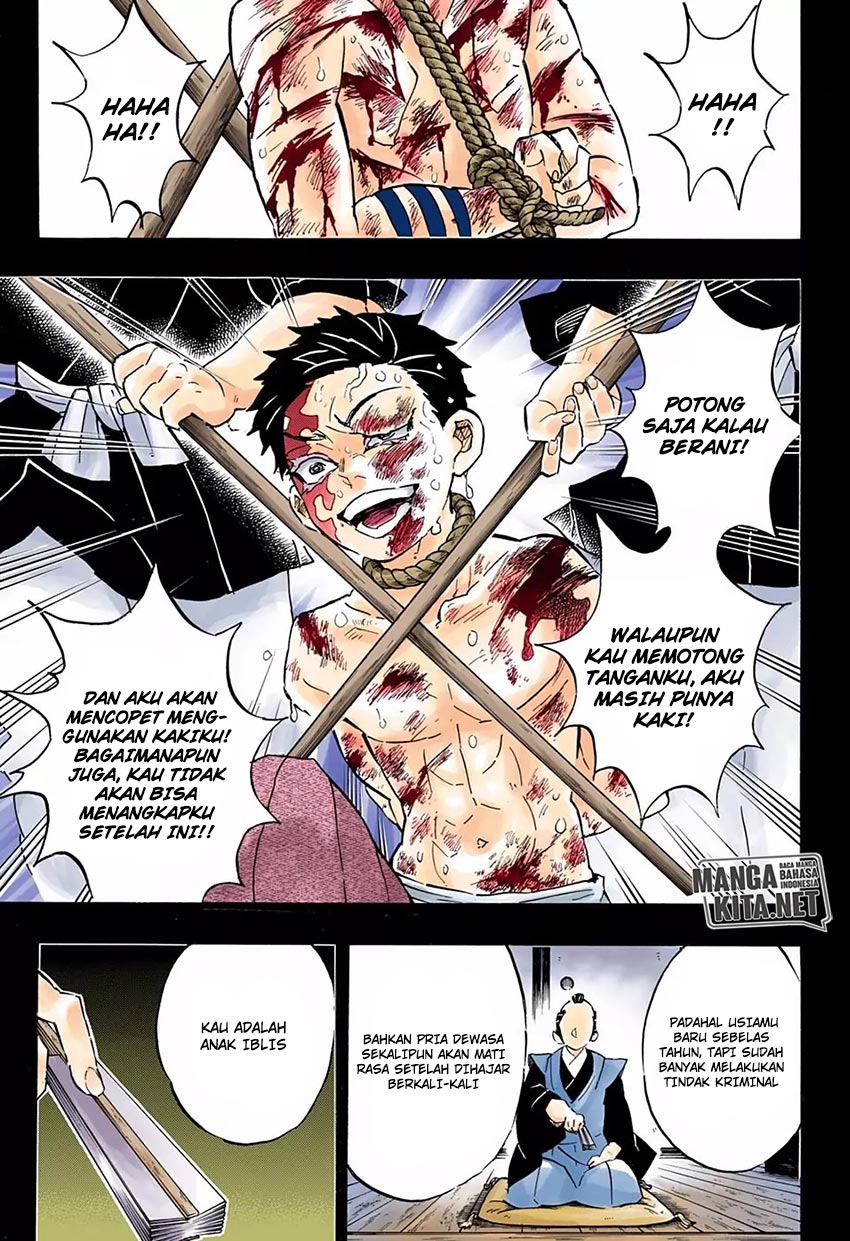 HAHA
!!
HAHA
HA!!
POTONG
SAJA KALAU
BERANI!
WALAUPUN
KAU MEMOTONG
TANGANKU, AKU
MASIH PUNYA
KAKI!
DAN AKU AKAN
MENCOPET MENG-
GUNAKAN KAKIKU!
BAGAIMANAPUN
JUGA, KAU TIDAK
AKAN BISA
MENANGKAPKU
SETELAH INI!!
MANGA
BACA MANGA
BAHASA
INDONESIA
KITA.NET
PADAHAL USIAMU
BARU SEBELAS
TAHUN, TAPI SUDAH
BANYAK MELAKUKAN
TINDAK KRIMINAL
BAHKAN PRIA DEWASA
SEKALIPUN AKAN MATI
RASA SETELAH DIHAJAR
BERKALI-KALI
KAU ADALAH
ANAK IBLIS